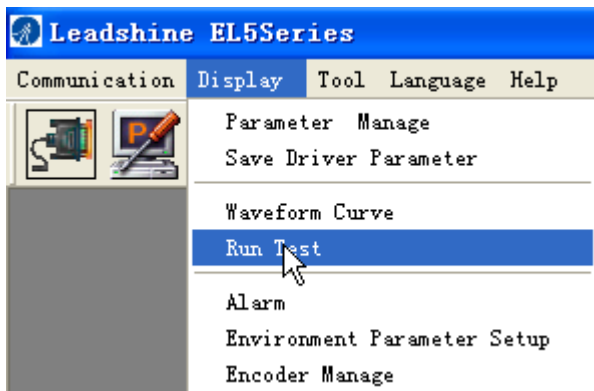 Leadshine EL5Series
Communication Display Tool Language Help
P
Parameter Manage
Save Driver Parameter
Waveform Curve
Run Test
Alarm
Environment Parameter Setup
Encoder Manage